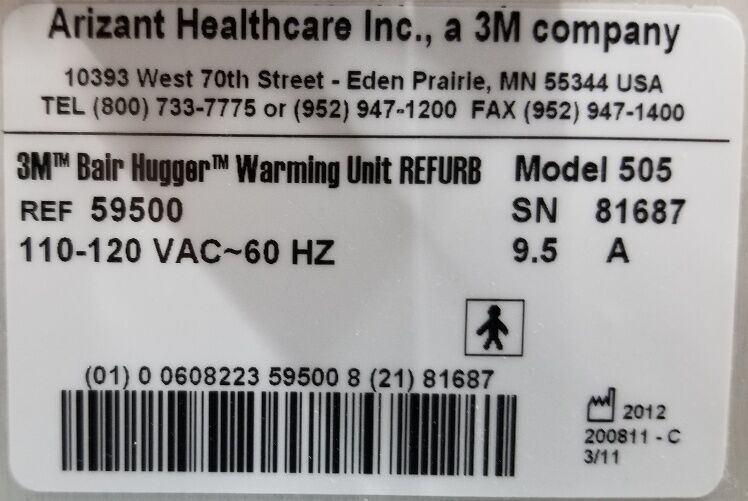 Arizant Healthcare Inc., a 3M company
10393 West 70th Street - Eden Prairie, MN 55344 USA
TEL (800) 733-7775 or (952) 947-1200 FAX (952) 947-1400
3M™ Bair Hugger™ Warming Unit REFURB Model 505
REF 59500 SN 81687
110-120 VAC~60 HZ 9.5 A
(01) 0 0608223 59500 8 (21) 81687
2012
200811 - C
3/11